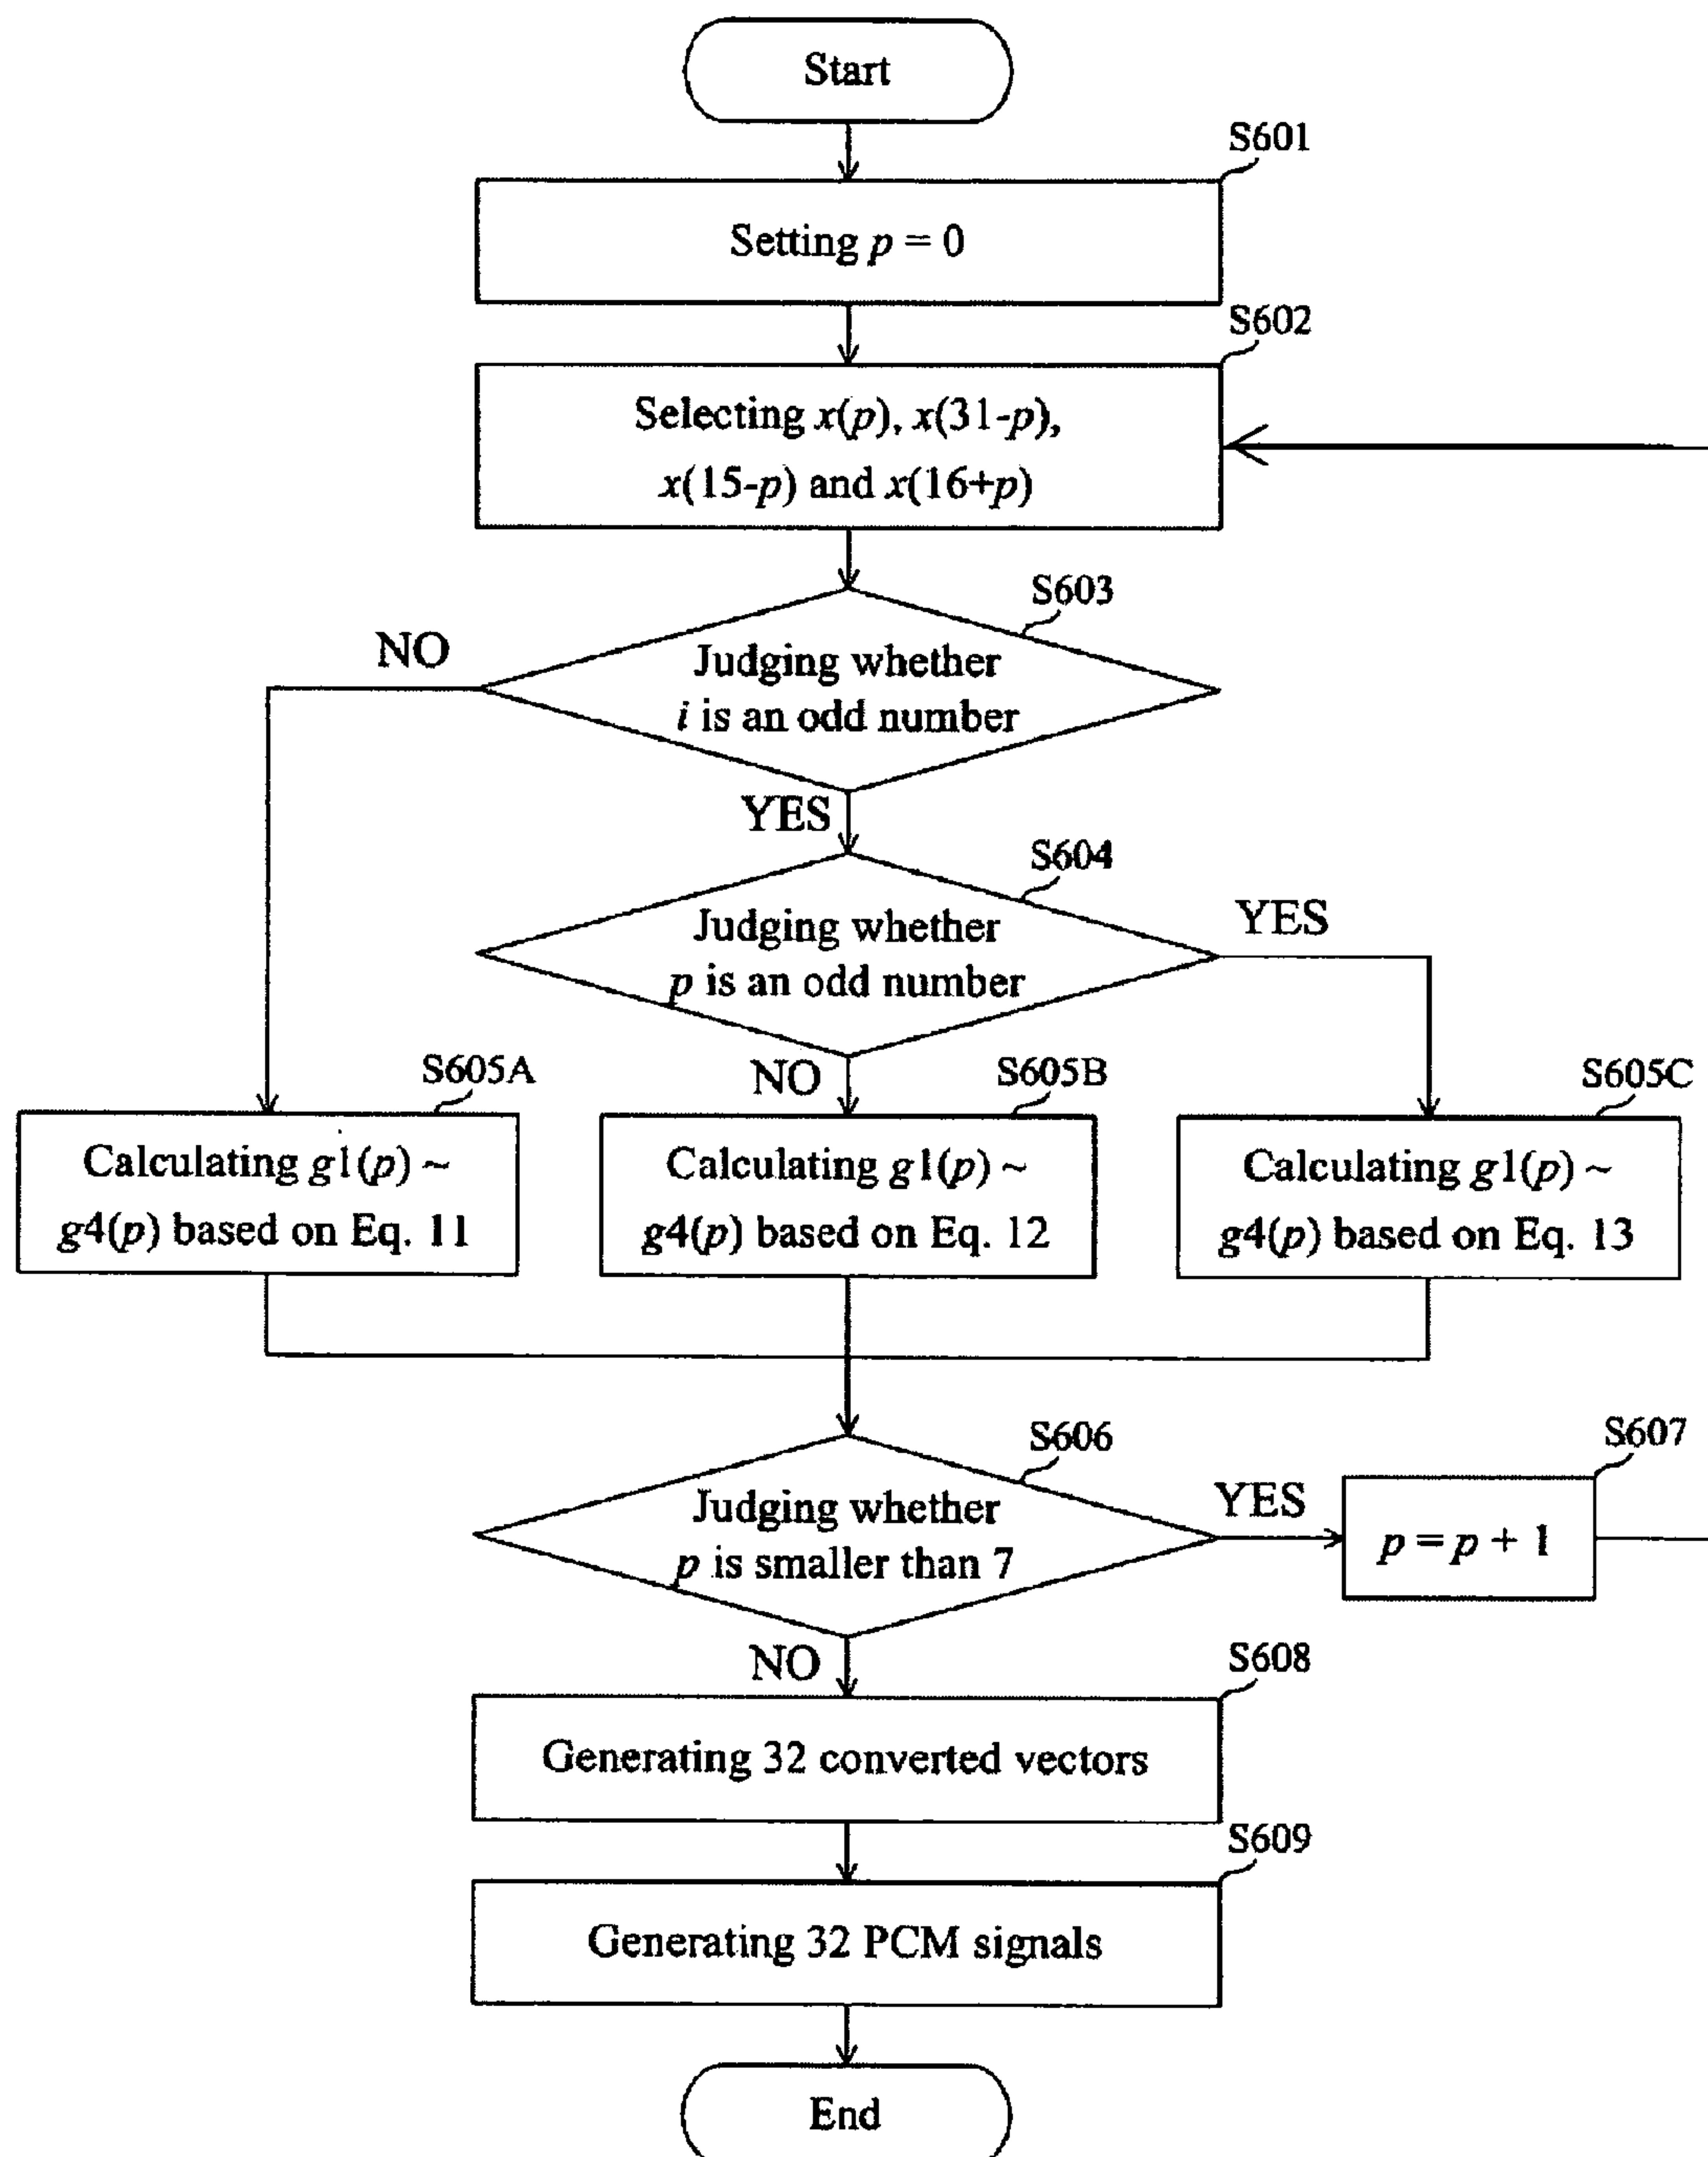 Start
S601
Setting p = 0
S602
Selecting x(p), x(31-p),
x(15-p) and x(16+p)
S603
NO
Judging whether
i is an odd number
YES
S604
Judging whether
p is an odd number
YES
NO
S605A
S605B
S605C
Calculating g1(p) ~
g4(p) based on Eq. 11
Calculating g1(p) ~
g4(p) based on Eq. 12
Calculating g1(p) ~
g4(p) based on Eq. 13
S606
S607
Judging whether
p is smaller than 7
YES
p = p + 1
NO
S608
Generating 32 converted vectors
S609
Generating 32 PCM signals
End